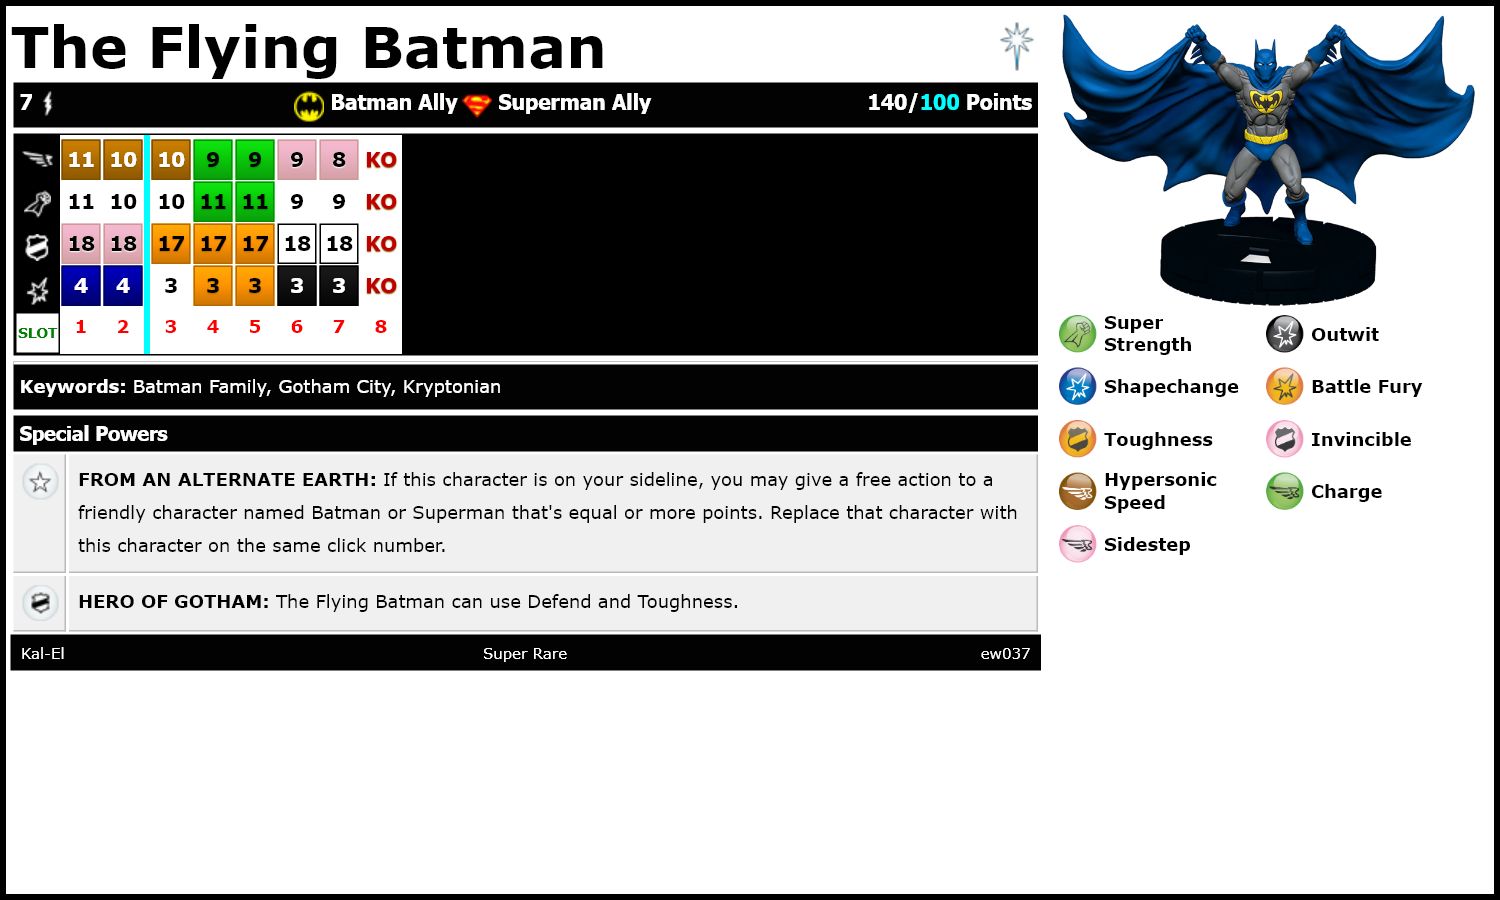 The Flying Batman
7 Batman Ally Superman Ally 140/100 Points
11 10 10 9 9 9 8 KO
11 10 10 11 11 9 9 KO
18 18 17 17 17 18 18 KO
4 4 3 3 3 3 3 KO
SLOT 1 2 3 4 5 6 7 8
Keywords: Batman Family, Gotham City, Kryptonian
Special Powers
FROM AN ALTERNATE EARTH: If this character is on your sideline, you may give a free action to a
friendly character named Batman or Superman that's equal or more points. Replace that character with
this character on the same click number.
HERO OF GOTHAM: The Flying Batman can use Defend and Toughness.
Kal-El Super Rare ew037
Super
Strength
Outwit
Shapechange
Battle Fury
Toughness
Invincible
Hypersonic
Speed
Charge
Sidestep